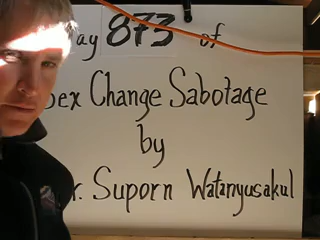 ay 873 of
ex Change Sabotage
by
r. Suporn Watanyusakul